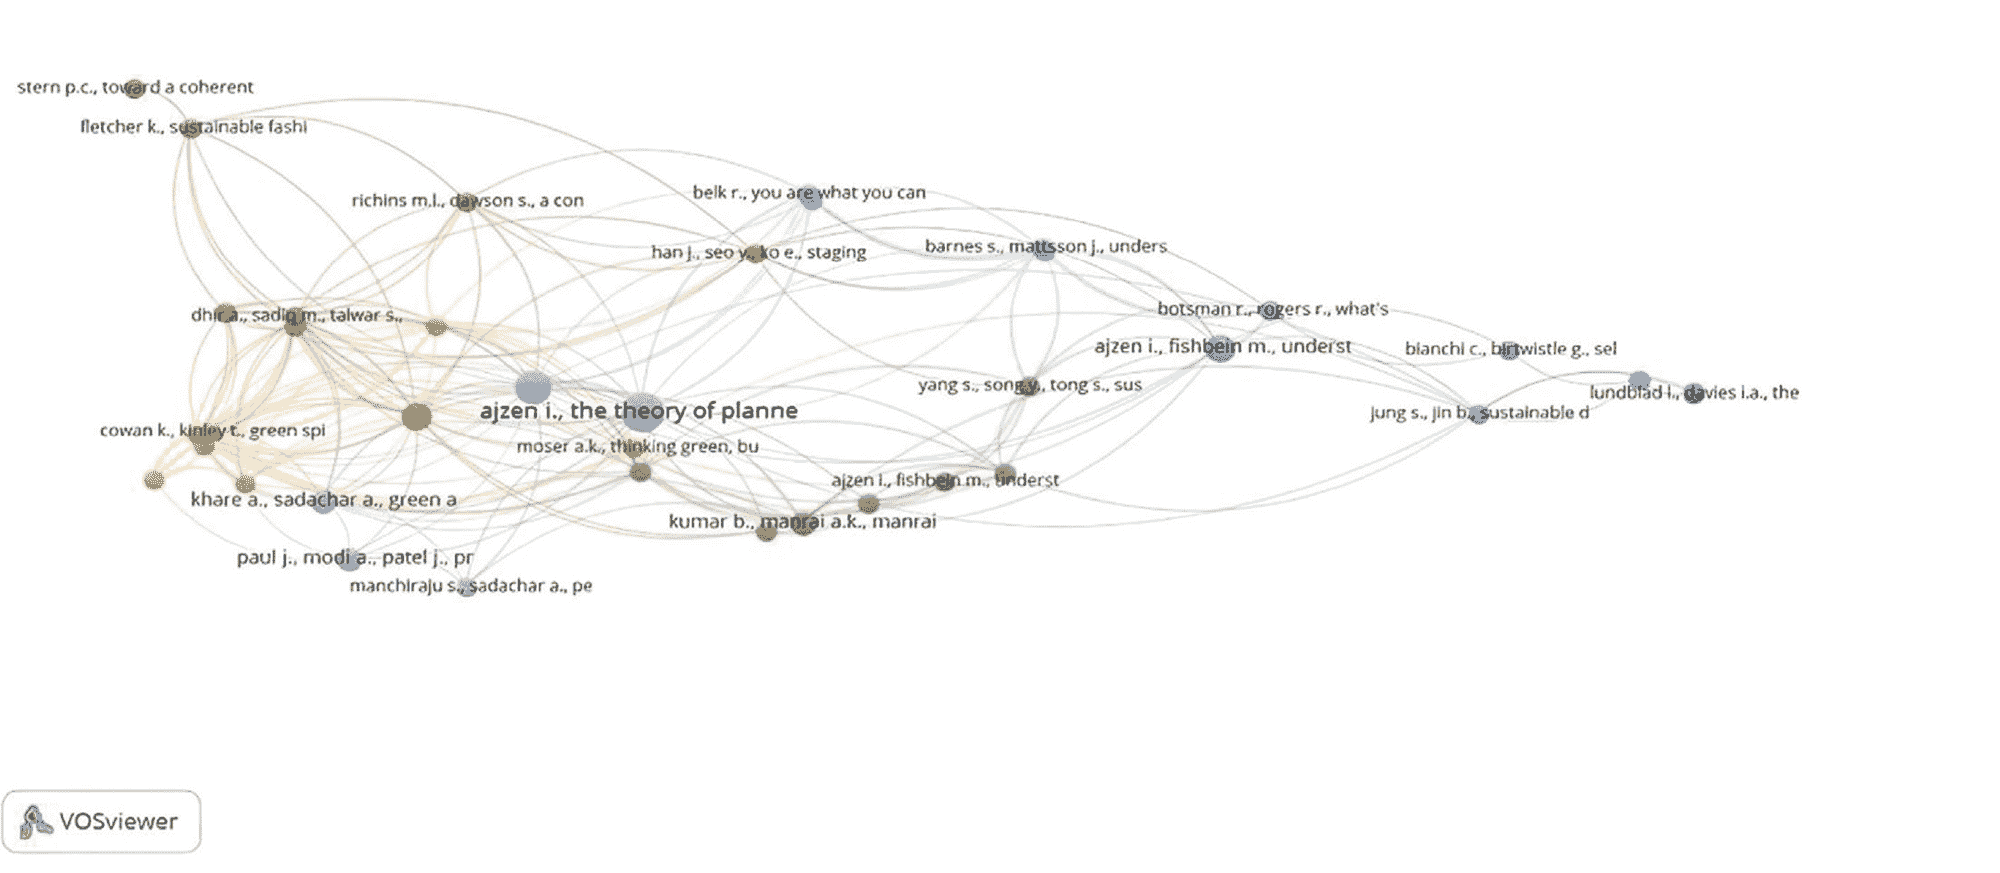 stern p.c., toward a coherent
fletcher k., sustainable fashi
richins m.l., dawson s., a con
belk r., you are what you can
han j., seo y., ko e., staging
barnes s., mattsson j., unders
botsman r., rogers r., what's
dhir a., sadiq m., talwar s.,
ajzen i., fishbein m., underst
bianchi c., birtwistle g., sel
yang s., song y., tong s., sus
lundblad l., davies i.a., the
ajzen i., the theory of planne
jung s., jin b., sustainable d
cowan k., kinley t., green spi
moser a.k., thinking green, bu
ajzen i., fishbein m., underst
khare a., sadachar a., green a
kumar b., manrai a.k., manrai
paul j., modi a., patel j., pr
manchiraju s., sadachar a., pe
VOSviewer